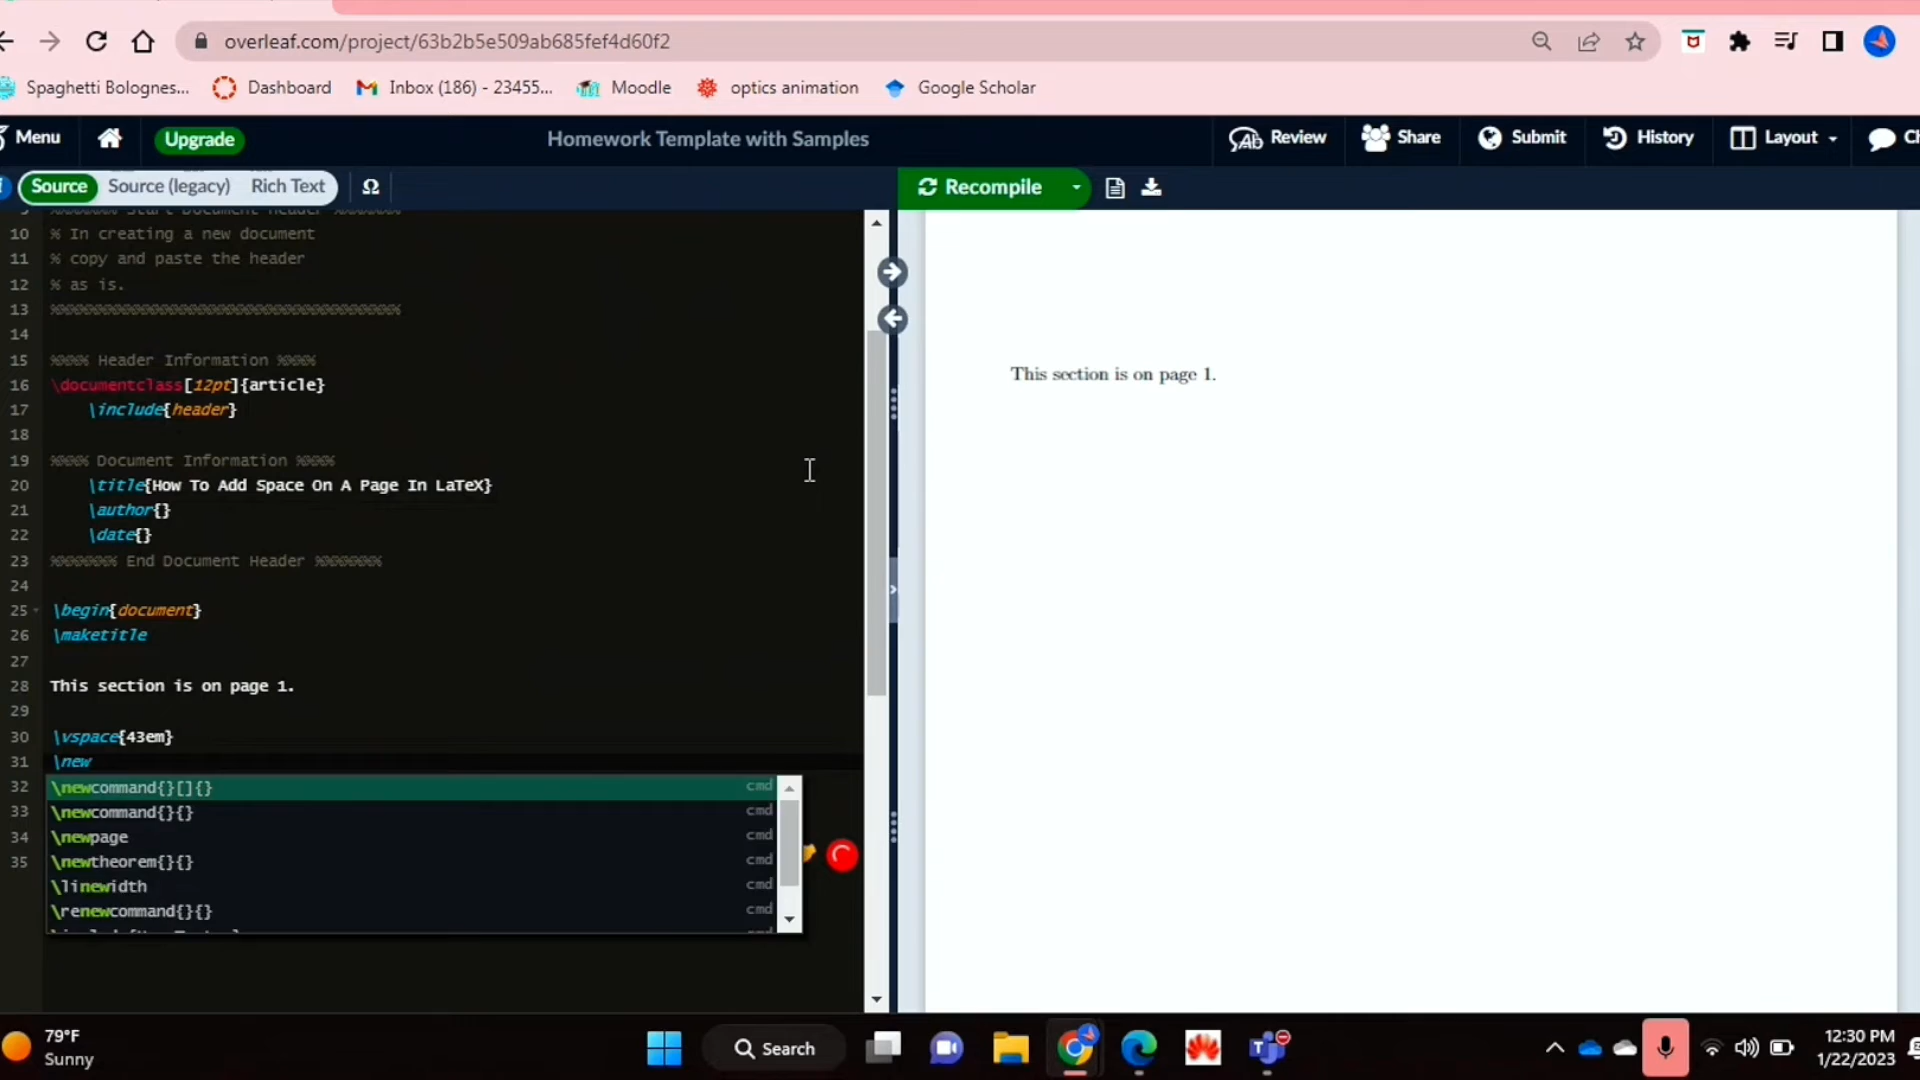 overleaf.com/project/63b2b5e509ab685fef4d60f2
Spaghetti Bolognes...
Dashboard
Inbox (186) - 23455...
Moodle
optics animation
Google Scholar
Menu
Upgrade
Homework Template with Samples
Review
Share
Submit
History
Layout
Source
Source (legacy)
Rich Text
Ω
Recompile
9 %%%%%%% Start Document Header %%%%%%%
10 % In creating a new document
11 % copy and paste the header
12 % as is.
13 %%%%%%%%%%%%%%%%%%%%%%%%%%%%%%%%%%%%%
14
15 %%%% Header Information %%%%
16 \documentclass[12pt]{article}
17 \include{header}
18
19 %%%% Document Information %%%%
20 \title{How To Add Space On A Page In LaTeX}
21 \author{}
22 \date{}
23 %%%%%%% End Document Header %%%%%%%
24
25 \begin{document}
26 \maketitle
27
28 This section is on page 1.
29
30 \vspace{43em}
31 \new
32 \newcommand{}[]{} cmd
33 \newcommand{}{} cmd
34 \newpage cmd
35 \newtheorem{}{} cmd
\linewidth cmd
\renewcommand{}{} cmd
This section is on page 1.
79°F
Sunny
Search
12:30 PM
1/22/2023